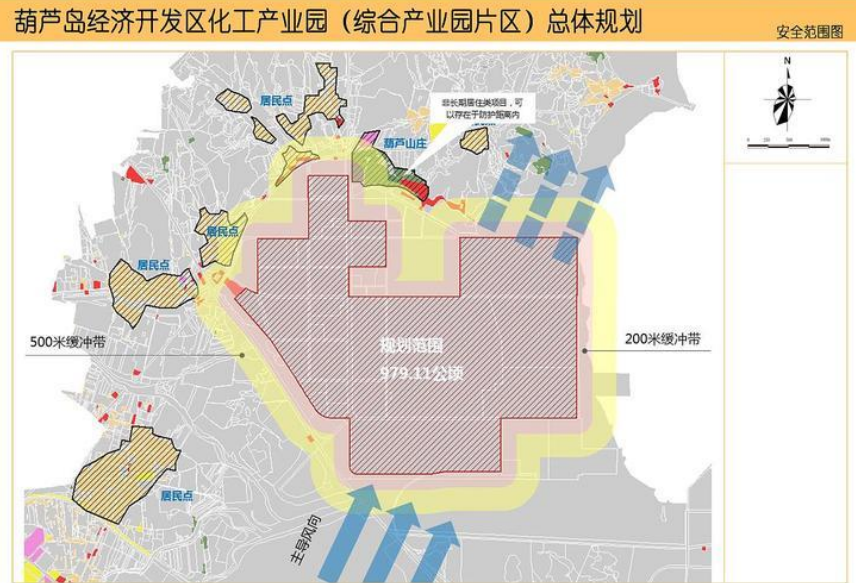 葫芦岛经济开发区化工产业园（综合产业园片区）总体规划
安全范围图
N
居民点
非长期居住类项目，可
以存在于防护距离内
葫芦山庄
居民点
居民点
500米缓冲带
200米缓冲带
规划范围
979.11公顷
居民点
主导风向